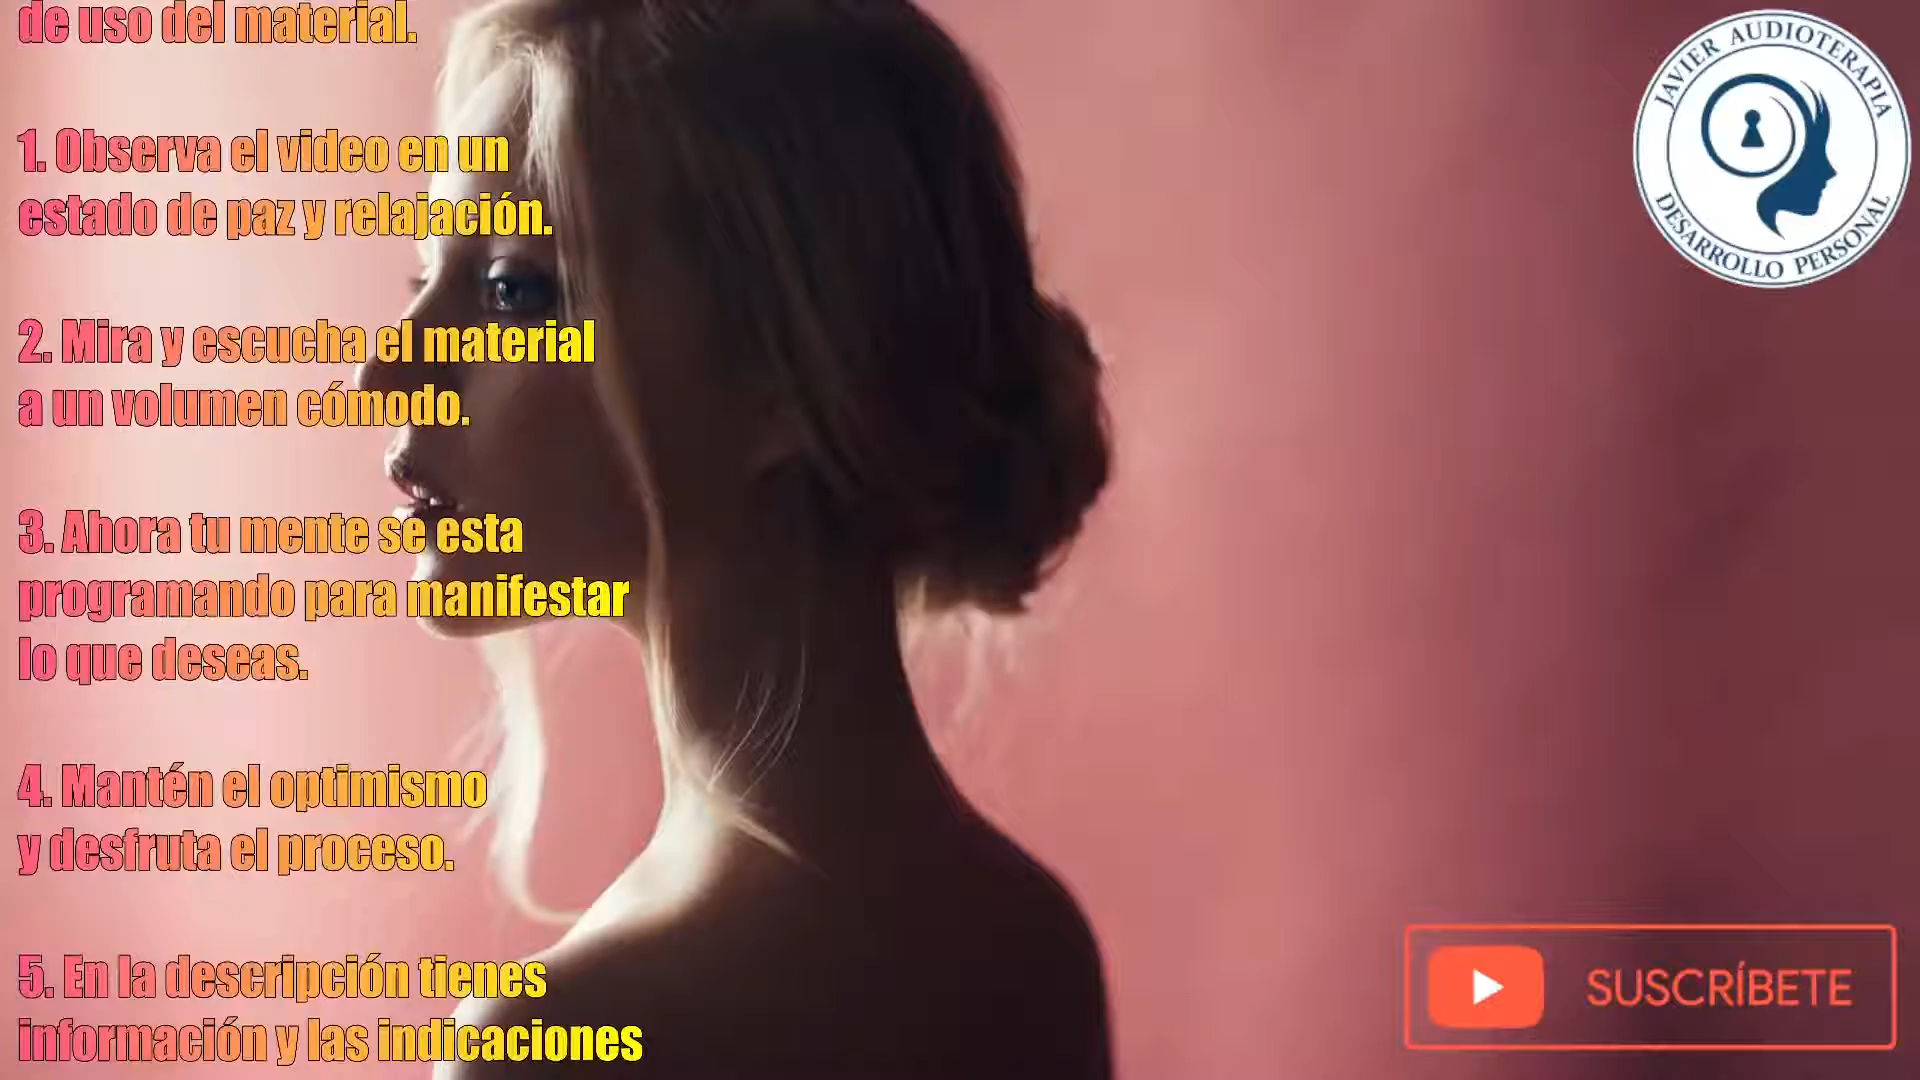 de uso del material.
1. Observa el video en un
estado de paz y relajación.
2. Mira y escucha el material
a un volumen cómodo.
3. Ahora tu mente se esta
programando para manifestar
lo que deseas.
4. Mantén el optimismo
y desfruta el proceso.
5. En la descripción tienes
información y las indicaciones
JAVIER AUDIOTERAPIA
DESARROLLO PERSONAL
SUSCRÍBETE